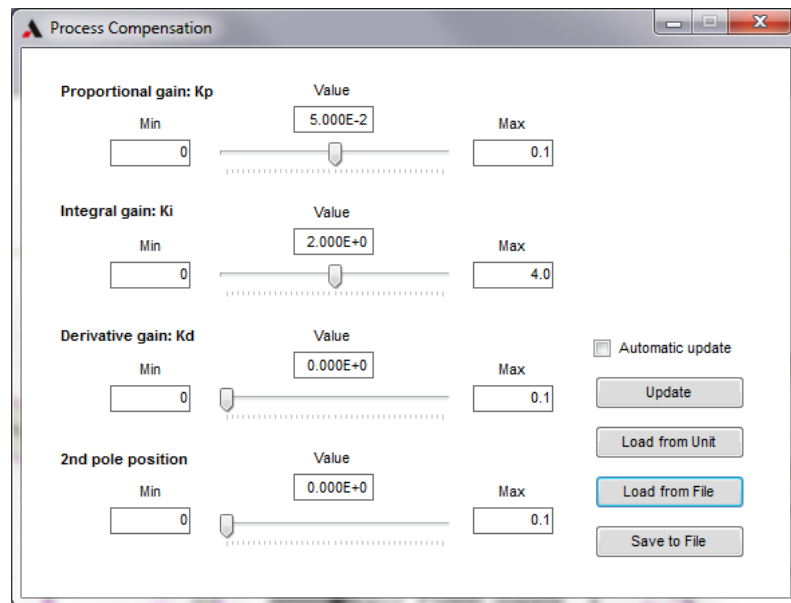 Process Compensation
Proportional gain: Kp
Value
5.000E-2
Min
Max
0
0.1
Integral gain: Ki
Value
2.000E+0
Min
Max
0
4.0
Derivative gain: Kd
Value
0.000E+0
Min
Max
0
0.1
2nd pole position
Value
0.000E+0
Min
Max
0
0.1
Automatic update
Update
Load from Unit
Load from File
Save to File